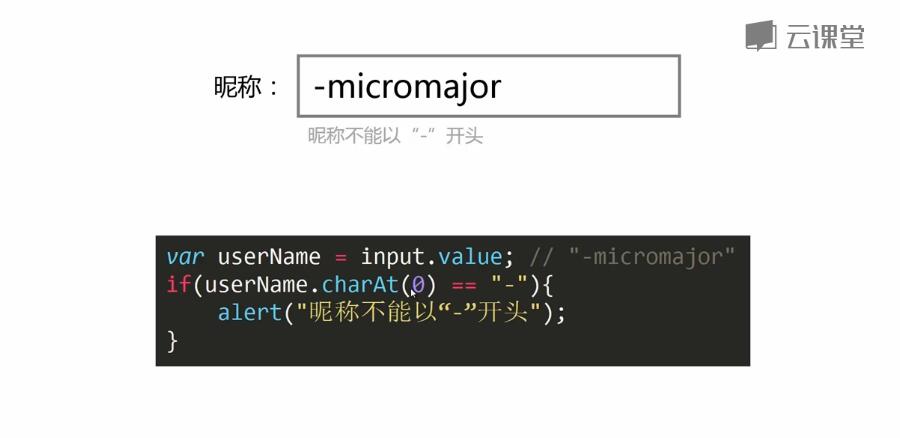 云课堂
昵称： -micromajor
昵称不能以“-“开头
var userName = input.value; // "-micromajor"
if(userName.charAt(0) == "-"){
    alert("昵称不能以“-”开头");
}